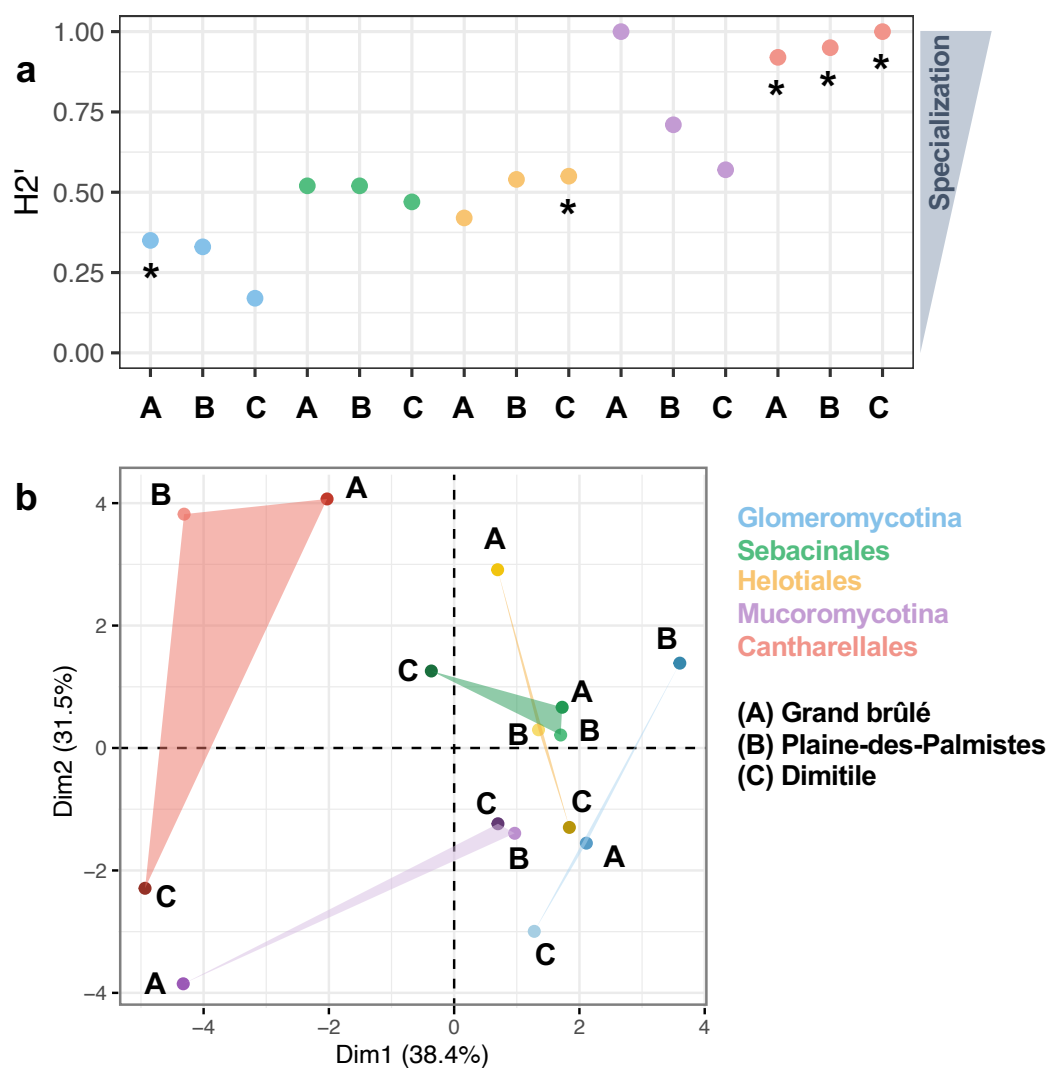 a
H2'
1.00
0.75
0.50
0.25
0.00
* * * * *
Specialization
A B C A B C A B C A B C A B C
b
Dim2 (31.5%)
4
2
0
−2
−4
B A
A
B
C A
B B
C C
B A
C
C
A
−4 −2 0 2 4
Dim1 (38.4%)
Glomeromycotina
Sebacinales
Helotiales
Mucoromycotina
Cantharellales
(A) Grand brûlé
(B) Plaine-des-Palmistes
(C) Dimitile